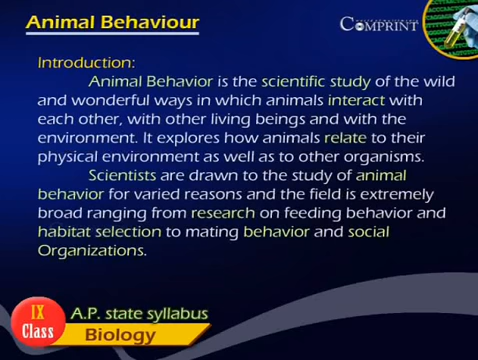 Animal Behaviour
COMPRINT
Introduction:
Animal Behavior is the scientific study of the wild
and wonderful ways in which animals interact with
each other, with other living beings and with the
environment. It explores how animals relate to their
physical environment as well as to other organisms.
Scientists are drawn to the study of animal
behavior for varied reasons and the field is extremely
broad ranging from research on feeding behavior and
habitat selection to mating behavior and social
Organizations.
IX
Class
A.P. state syllabus
Biology